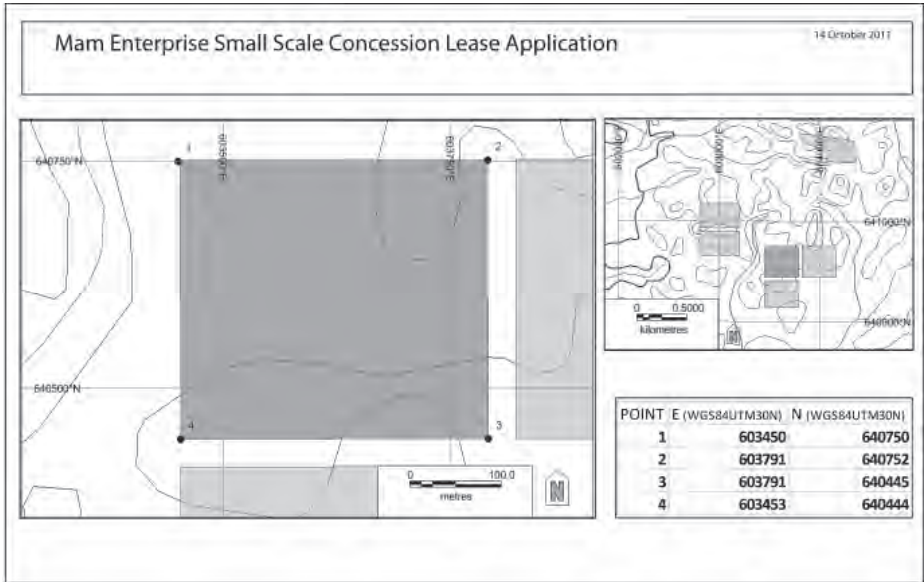 Mam Enterprise Small Scale Concession Lease Application
14 October 2011
1
2
603500°E
603750°E
640750°N
640500°N
4
3
0 100.0
metres
N
641000°N
640000°N
0 0.5000
kilometres
POINT E (WGS84UTM30N) N (WGS84UTM30N)
1 603450 640750
2 603791 640752
3 603791 640445
4 603453 640444